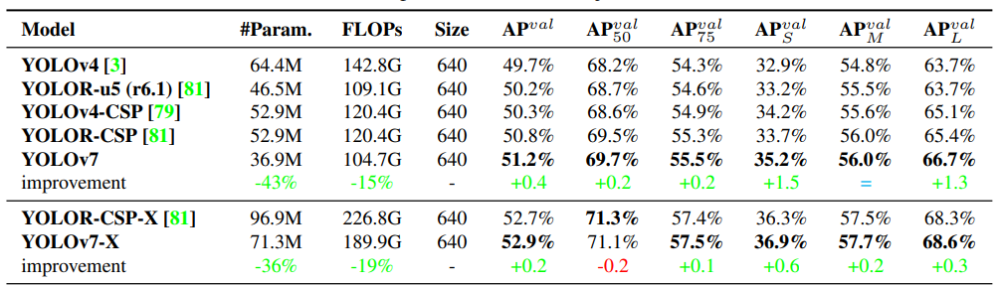 Model #Param. FLOPs Size AP^val AP^val_50 AP^val_75 AP^val_S AP^val_M AP^val_L
YOLOv4 [3] 64.4M 142.8G 640 49.7% 68.2% 54.3% 32.9% 54.8% 63.7%
YOLOR-u5 (r6.1) [81] 46.5M 109.1G 640 50.2% 68.7% 54.6% 33.2% 55.5% 63.7%
YOLOv4-CSP [79] 52.9M 120.4G 640 50.3% 68.6% 54.9% 34.2% 55.6% 65.1%
YOLOR-CSP [81] 52.9M 120.4G 640 50.8% 69.5% 55.3% 33.7% 56.0% 65.4%
YOLOv7 36.9M 104.7G 640 51.2% 69.7% 55.5% 35.2% 56.0% 66.7%
improvement -43% -15% - +0.4 +0.2 +0.2 +1.5 = +1.3
YOLOR-CSP-X [81] 96.9M 226.8G 640 52.7% 71.3% 57.4% 36.3% 57.5% 68.3%
YOLOv7-X 71.3M 189.9G 640 52.9% 71.1% 57.5% 36.9% 57.7% 68.6%
improvement -36% -19% - +0.2 -0.2 +0.1 +0.6 +0.2 +0.3